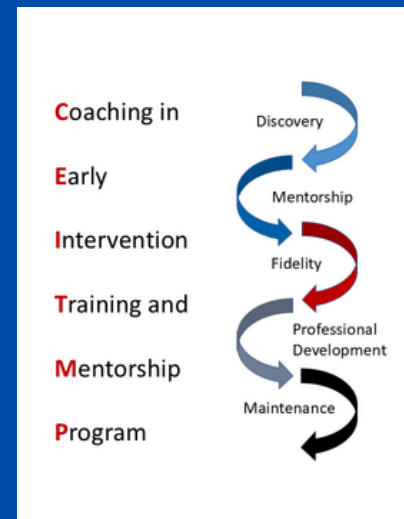 Coaching in
Early
Intervention
Training and
Mentorship
Program
Discovery
Mentorship
Fidelity
Professional
Development
Maintenance